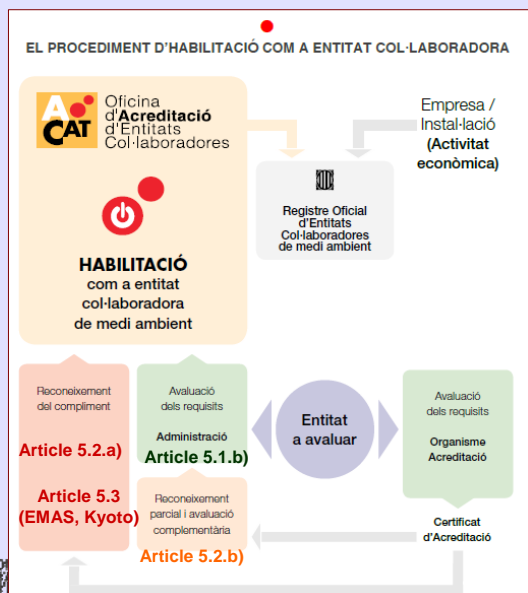 EL PROCEDIMENT D'HABILITACIÓ COM A ENTITAT COL·LABORADORA
ACAT
Oficina
d'Acreditació
d'Entitats
Col·laboradores
Empresa /
Instal·lació
(Activitat
econòmica)
Registre Oficial
d'Entitats
Col·laboradores
de medi ambient
HABILITACIÓ
com a entitat
col·laboradora
de medi ambient
Reconeixement
del compliment
Article 5.2.a)
Article 5.3
(EMAS, Kyoto)
Avaluació
dels requisits
Administració
Article 5.1.b)
Entitat
a avaluar
Avaluació
dels requisits
Organisme
Acreditació
Reconeixement
parcial i avaluació
complementària
Article 5.2.b)
Certificat
d'Acreditació